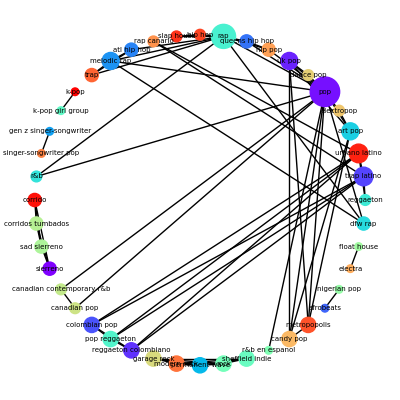 rap
slap house
hip hop
queens hip hop
rap canario
atl hip hop
pop rap
melodic rap
uk pop
trap
dance pop
k-pop
pop
k-pop girl group
electropop
gen z singer-songwriter
art pop
singer-songwriter pop
urbano latino
r&b
trap latino
corrido
reggaeton
corridos tumbados
dfw rap
sad sierreno
float house
sierreno
electra
canadian contemporary r&b
nigerian pop
canadian pop
afrobeats
colombian pop
metropopolis
pop reggaeton
candy pop
reggaeton colombiano
r&b en espanol
garage rock
sheffield indie
modern rock
permanent wave
rock